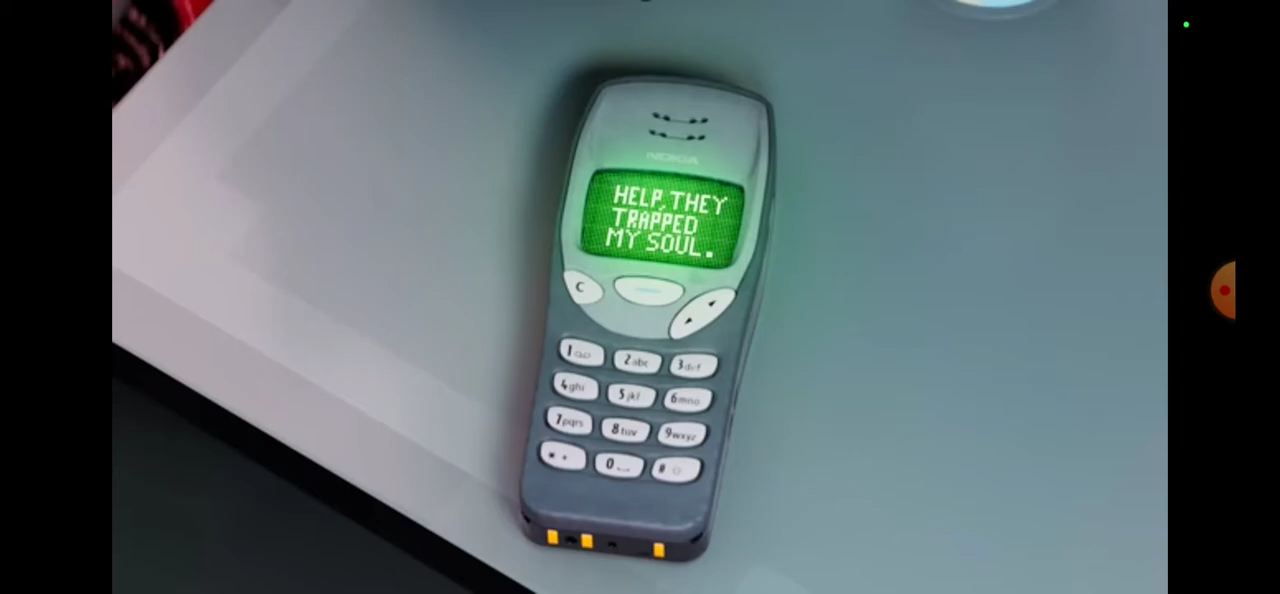 NOKIA
HELP, THEY
TRAPPED
MY SOUL.
C
1
2abc
3def
4ghi
5jkl
6mno
7pqrs
8tuv
9wxyz
* +
0
#